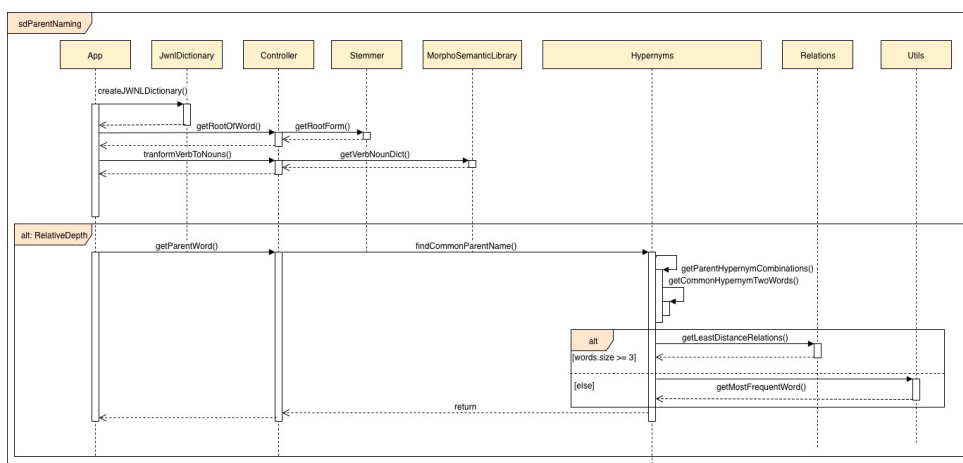 sdParentNaming
App
JwnlDictionary
Controller
Stemmer
MorphoSemanticLibrary
Hypernyms
Relations
Utils
createJWNLDictionary()
getRootOfWord()
getRootForm()
tranformVerbToNouns()
getVerbNounDict()
alt: RelativeDepth
getParentWord()
findCommonParentName()
getParentHypernymCombinations()
getCommonHypernymTwoWords()
alt
getLeastDistanceRelations()
[words.size >= 3]
[else]
getMostFrequentWord()
return